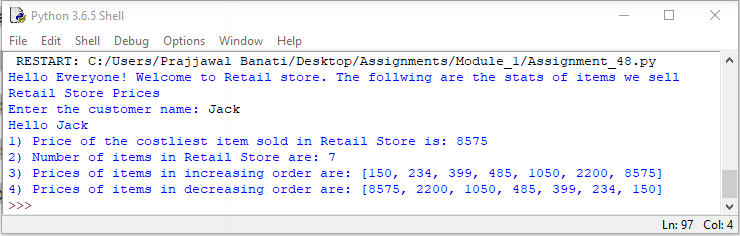 Python 3.6.5 Shell
File Edit Shell Debug Options Window Help
RESTART: C:/Users/Prajjawal Banati/Desktop/Assignments/Module_1/Assignment_48.py
Hello Everyone! Welcome to Retail store. The follwing are the stats of items we sell
Retail Store Prices
Enter the customer name: Jack
Hello Jack
1) Price of the costliest item sold in Retail Store is: 8575
2) Number of items in Retail Store are: 7
3) Prices of items in increasing order are: [150, 234, 399, 485, 1050, 2200, 8575]
4) Prices of items in decreasing order are: [8575, 2200, 1050, 485, 399, 234, 150]
>>>
Ln: 97 Col: 4